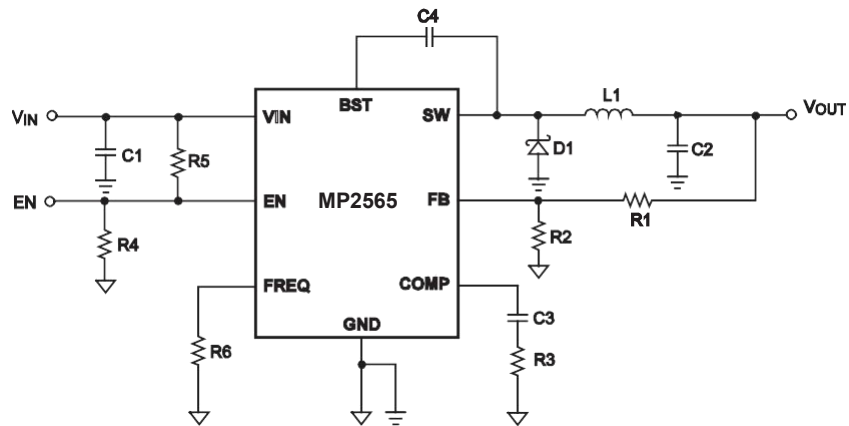 C4
BST
L1
VIN
VIN
SW
VOUT
C1
R5
D1
C2
EN
EN
MP2565
FB
R1
R4
R2
FREQ
COMP
C3
GND
R6
R3